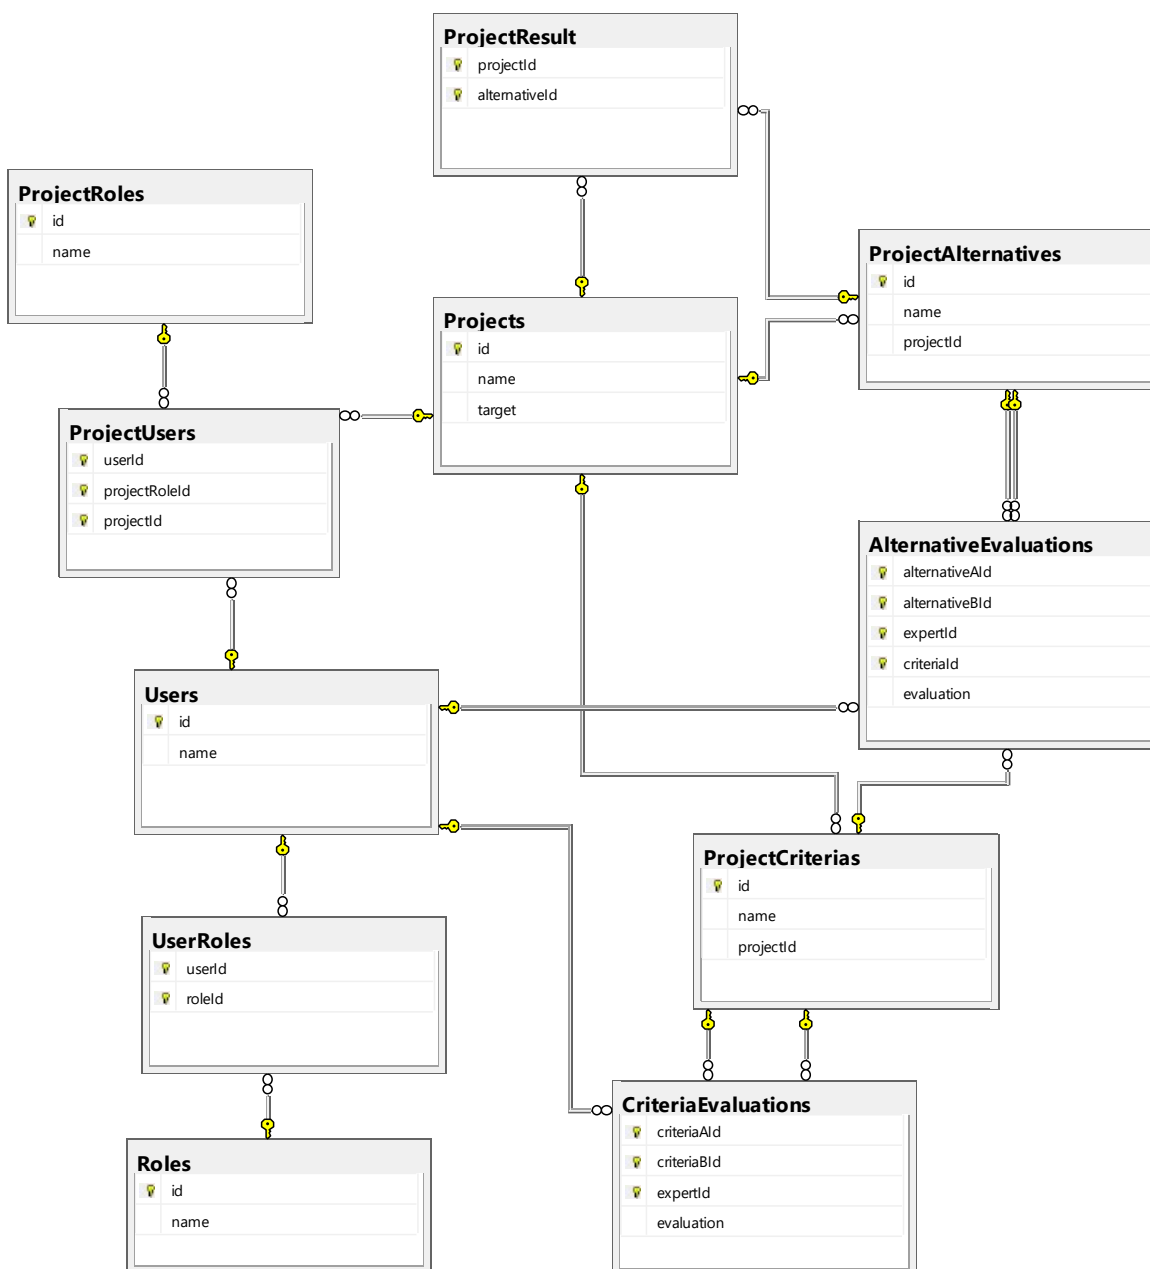 ProjectResult
projectId
alternativeId
ProjectRoles
id
name
ProjectAlternatives
id
name
projectId
Projects
id
name
target
ProjectUsers
userId
projectRoleId
projectId
AlternativeEvaluations
alternativeAId
alternativeBId
expertId
criteriaId
evaluation
Users
id
name
ProjectCriterias
id
name
projectId
UserRoles
userId
roleId
CriteriaEvaluations
criteriaAId
criteriaBId
expertId
evaluation
Roles
id
name